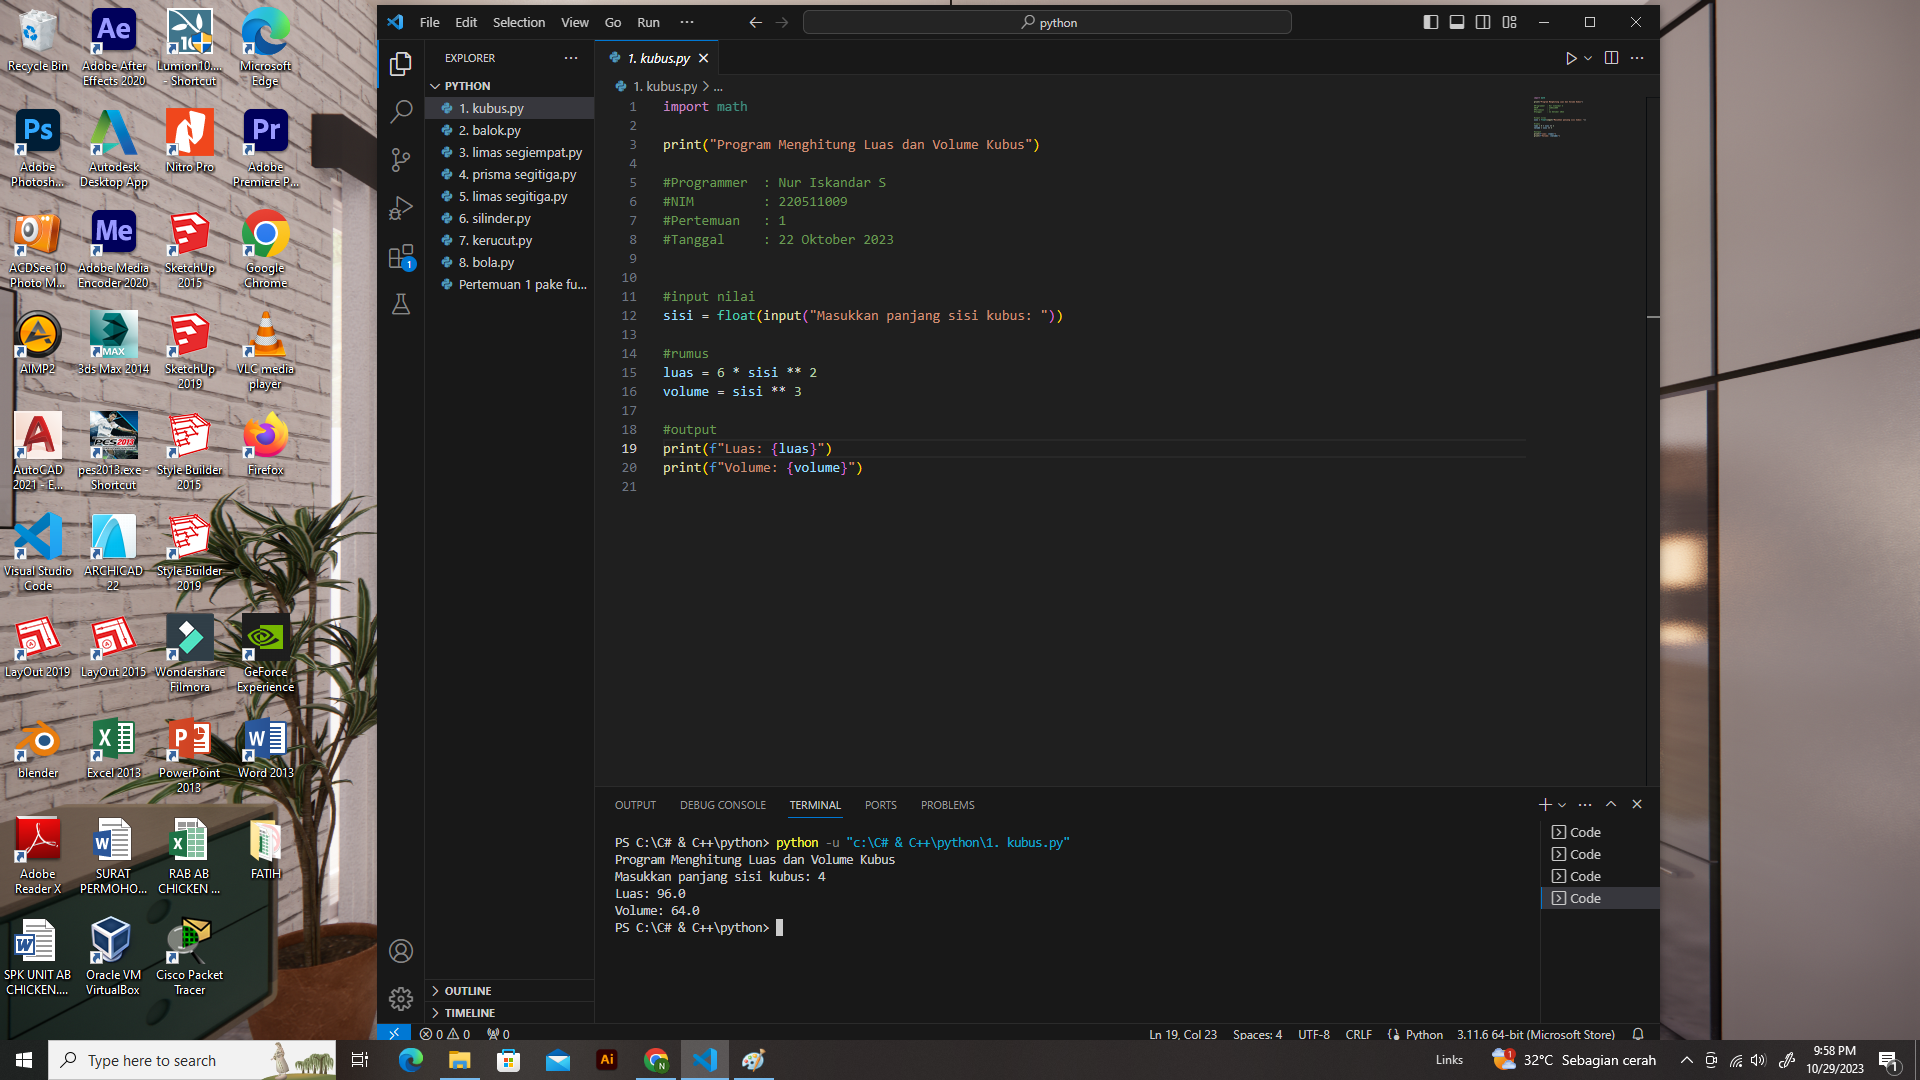 Recycle Bin
Adobe After Effects 2020
Lumion10.... - Shortcut
Microsoft Edge
Adobe Photosh...
Autodesk Desktop App
Nitro Pro
Adobe Premiere P...
ACDSee 10 Photo M...
Adobe Media Encoder 2020
SketchUp 2015
Google Chrome
AIMP2
3ds Max 2014
SketchUp 2019
VLC media player
AutoCAD 2021 - E...
pes2013.exe - Shortcut
Style Builder 2015
Firefox
Visual Studio Code
ARCHICAD 22
Style Builder 2019
LayOut 2019
LayOut 2015
Wondershare Filmora
GeForce Experience
blender
Excel 2013
PowerPoint 2013
Word 2013
Adobe Reader X
SURAT PERMOHO...
RAB AB CHICKEN ...
FATIH
SPK UNIT AB CHICKEN....
Oracle VM VirtualBox
Cisco Packet Tracer
File Edit Selection View Go Run ...
python
EXPLORER
PYTHON
1. kubus.py
2. balok.py
3. limas segiempat.py
4. prisma segitiga.py
5. limas segitiga.py
6. silinder.py
7. kerucut.py
8. bola.py
Pertemuan 1 pake fu...
OUTLINE
TIMELINE
1. kubus.py
1. kubus.py > ...
1 import math
2
3 print("Program Menghitung Luas dan Volume Kubus")
4
5 #Programmer  : Nur Iskandar S
6 #NIM         : 220511009
7 #Pertemuan   : 1
8 #Tanggal     : 22 Oktober 2023
9
10
11 #input nilai
12 sisi = float(input("Masukkan panjang sisi kubus: "))
13
14 #rumus
15 luas = 6 * sisi ** 2
16 volume = sisi ** 3
17
18 #output
19 print(f"Luas: {luas}")
20 print(f"Volume: {volume}")
21
OUTPUT DEBUG CONSOLE TERMINAL PORTS PROBLEMS
PS C:\C# & C++\python> python -u "c:\C# & C++\python\1. kubus.py"
Program Menghitung Luas dan Volume Kubus
Masukkan panjang sisi kubus: 4
Luas: 96.0
Volume: 64.0
PS C:\C# & C++\python>
Code
Code
Code
Code
0 0 0
Ln 19, Col 23 Spaces: 4 UTF-8 CRLF Python 3.11.6 64-bit (Microsoft Store)
Type here to search
Links
32°C Sebagian cerah
9:58 PM
10/29/2023